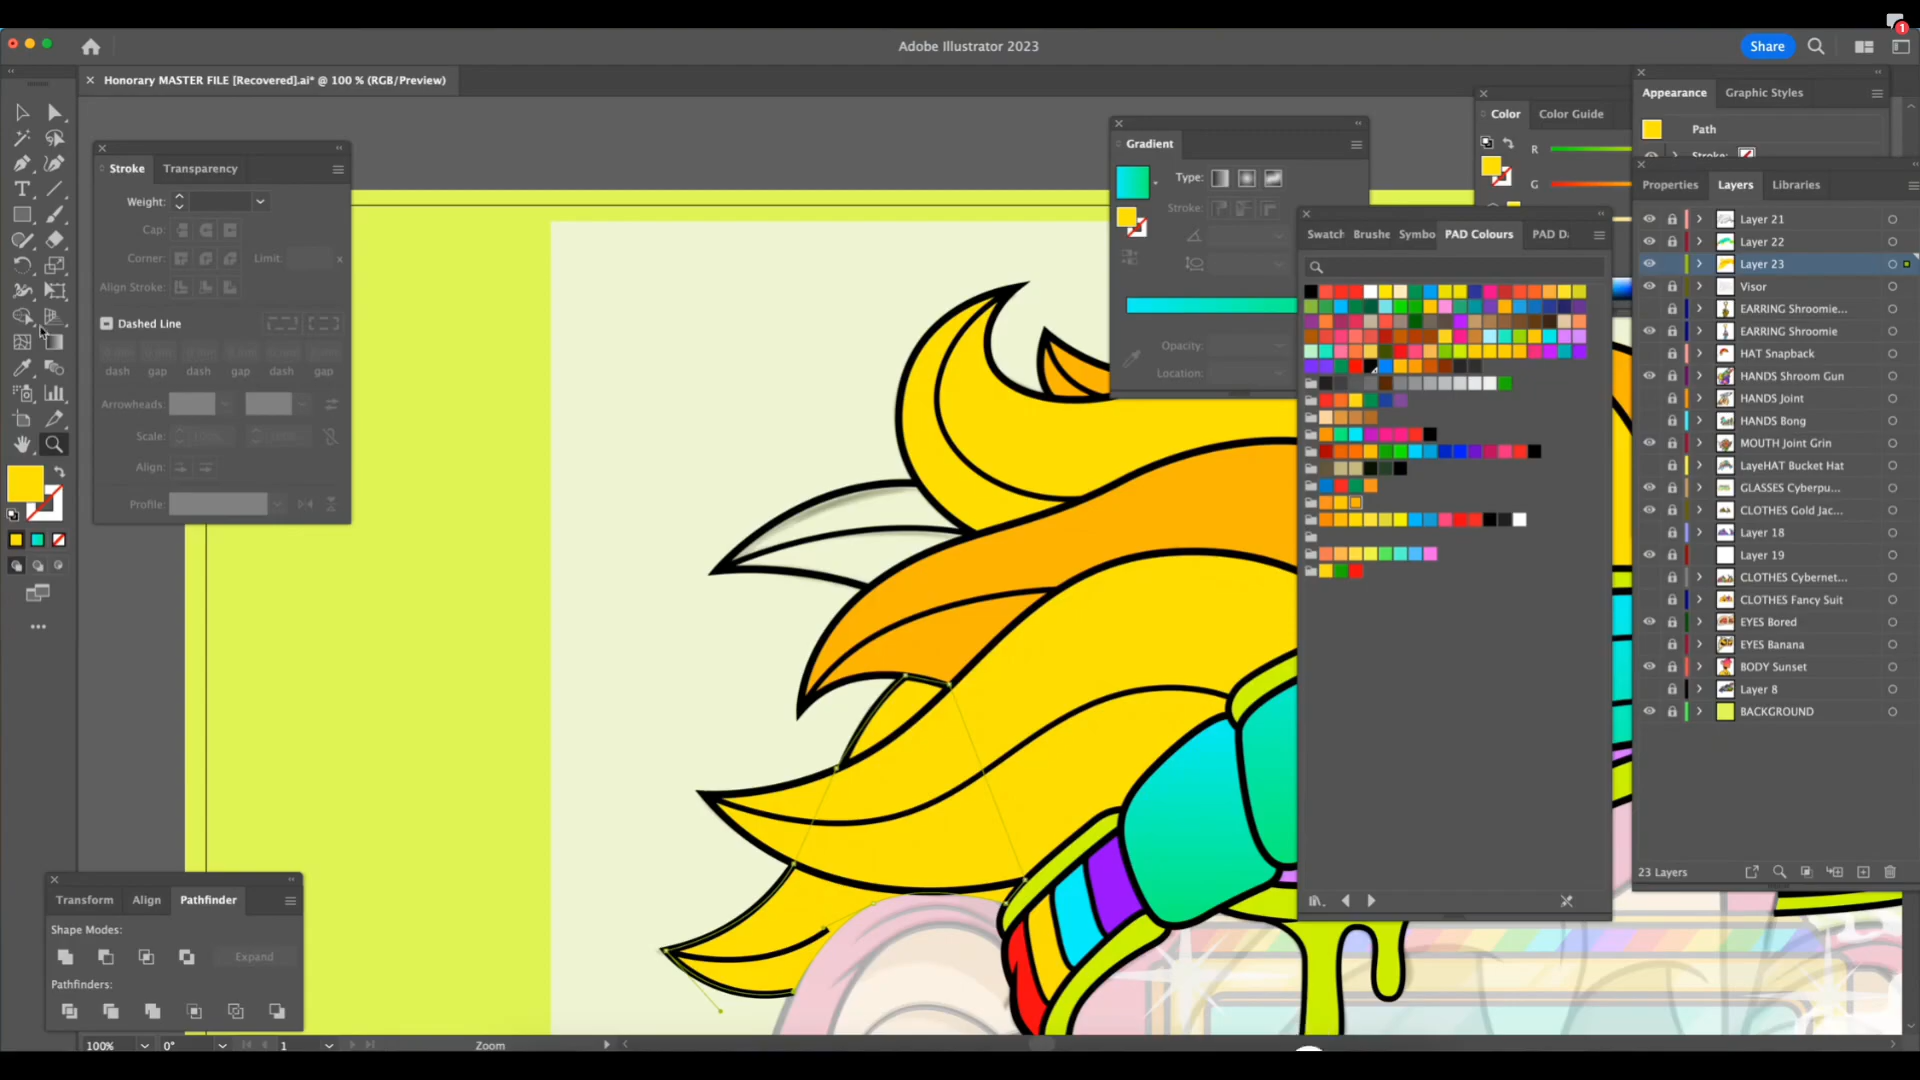 1
Adobe Illustrator 2023
Share
Honorary MASTER FILE [Recovered].ai* @ 100 % (RGB/Preview)
Stroke
Transparency
Weight:
Cap:
Corner:
Limit:
x
Align Stroke:
Dashed Line
dash
gap
dash
gap
dash
gap
Arrowheads:
Scale:
100%
100%
Align:
Profile:
Gradient
Type:
Stroke:
Opacity:
Location:
Color
Color Guide
R
G
Swatch
Brushe
Symbo
PAD Colours
PAD D
Appearance
Graphic Styles
Path
Stroke:
Properties
Layers
Libraries
Layer 21
Layer 22
Layer 23
Visor
EARRING Shroomie...
EARRING Shroomie
HAT Snapback
HANDS Shroom Gun
HANDS Joint
HANDS Bong
MOUTH Joint Grin
LayeHAT Bucket Hat
GLASSES Cyberpu...
CLOTHES Gold Jac...
Layer 18
Layer 19
CLOTHES Cybernet...
CLOTHES Fancy Suit
EYES Bored
EYES Banana
BODY Sunset
Layer 8
BACKGROUND
23 Layers
Transform
Align
Pathfinder
Shape Modes:
Expand
Pathfinders:
100%
0°
1
Zoom